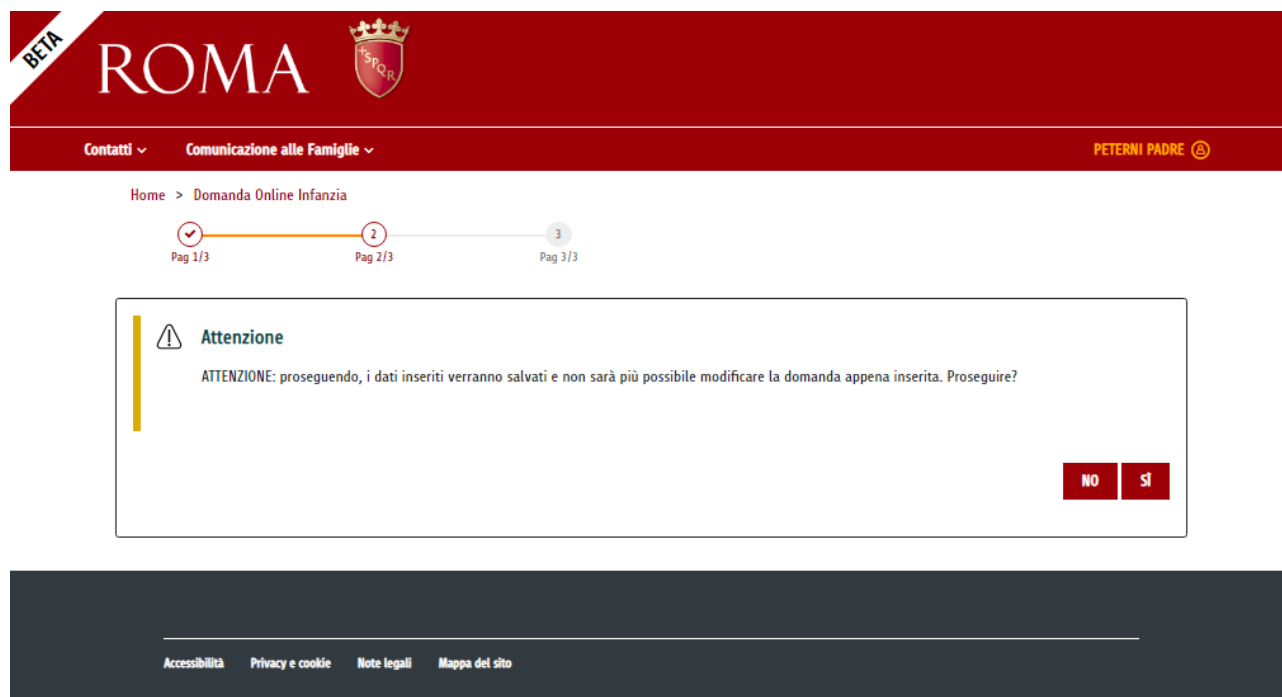 BETA
ROMA
SPQR
Contatti
Comunicazione alle Famiglie
PETERNI PADRE
Home > Domanda Online Infanzia
2
3
Pag 1/3
Pag 2/3
Pag 3/3
Attenzione
ATTENZIONE: proseguendo, i dati inseriti verranno salvati e non sarà più possibile modificare la domanda appena inserita. Proseguire?
NO
SÌ
Accessibilità
Privacy e cookie
Note legali
Mappa del sito